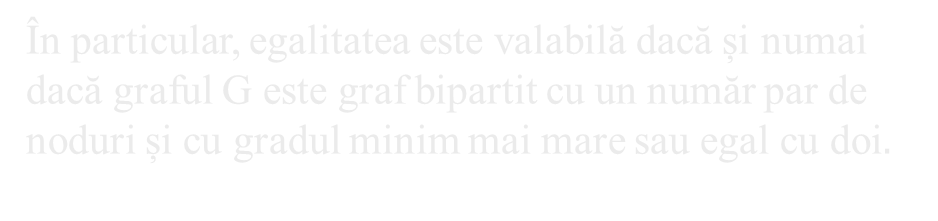 În particular, egalitatea este valabilă dacă și numai
dacă graful G este graf bipartit cu un număr par de
noduri și cu gradul minim mai mare sau egal cu doi.